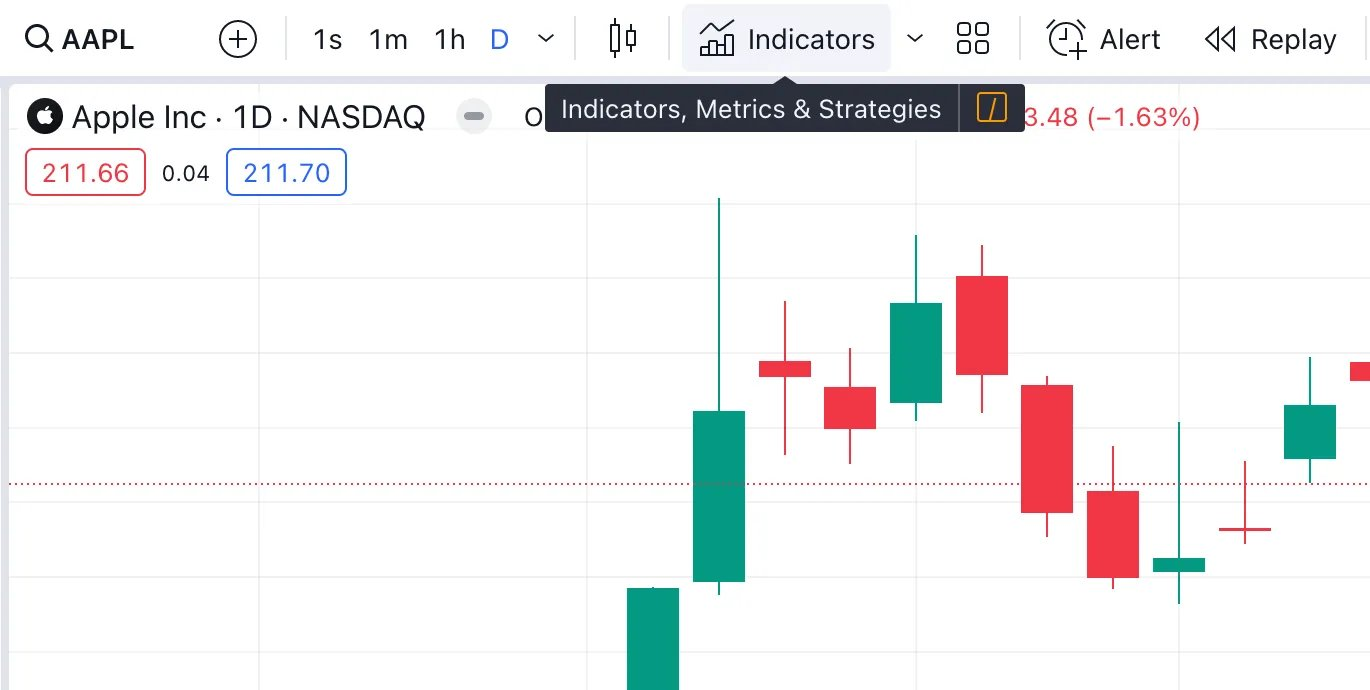 AAPL 1s 1m 1h D Indicators Alert Replay
Apple Inc · 1D · NASDAQ O 3.48 (−1.63%)
Indicators, Metrics & Strategies /
211.66 0.04 211.70